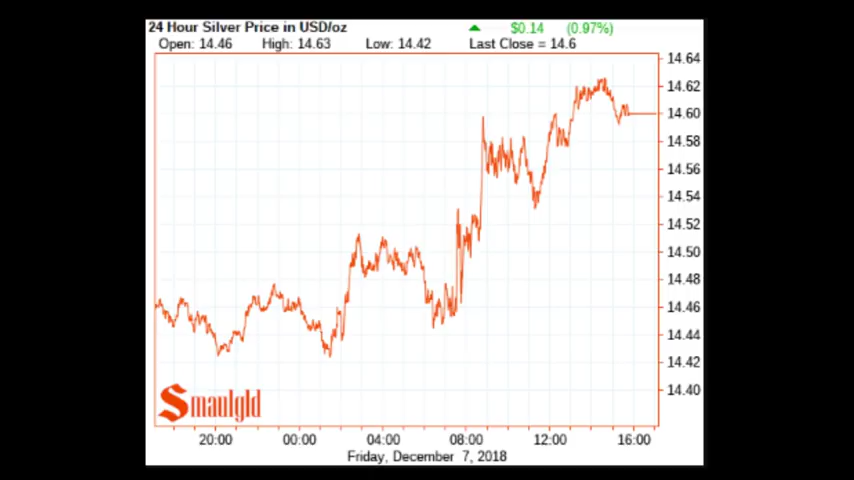 24 Hour Silver Price in USD/oz $0.14 (0.97%)
Open: 14.46 High: 14.63 Low: 14.42 Last Close = 14.6
14.64
14.62
14.60
14.58
14.56
14.54
14.52
14.50
14.48
14.46
14.44
14.42
14.40
Smaulgld
20:00 00:00 04:00 08:00 12:00 16:00
Friday, December 7, 2018